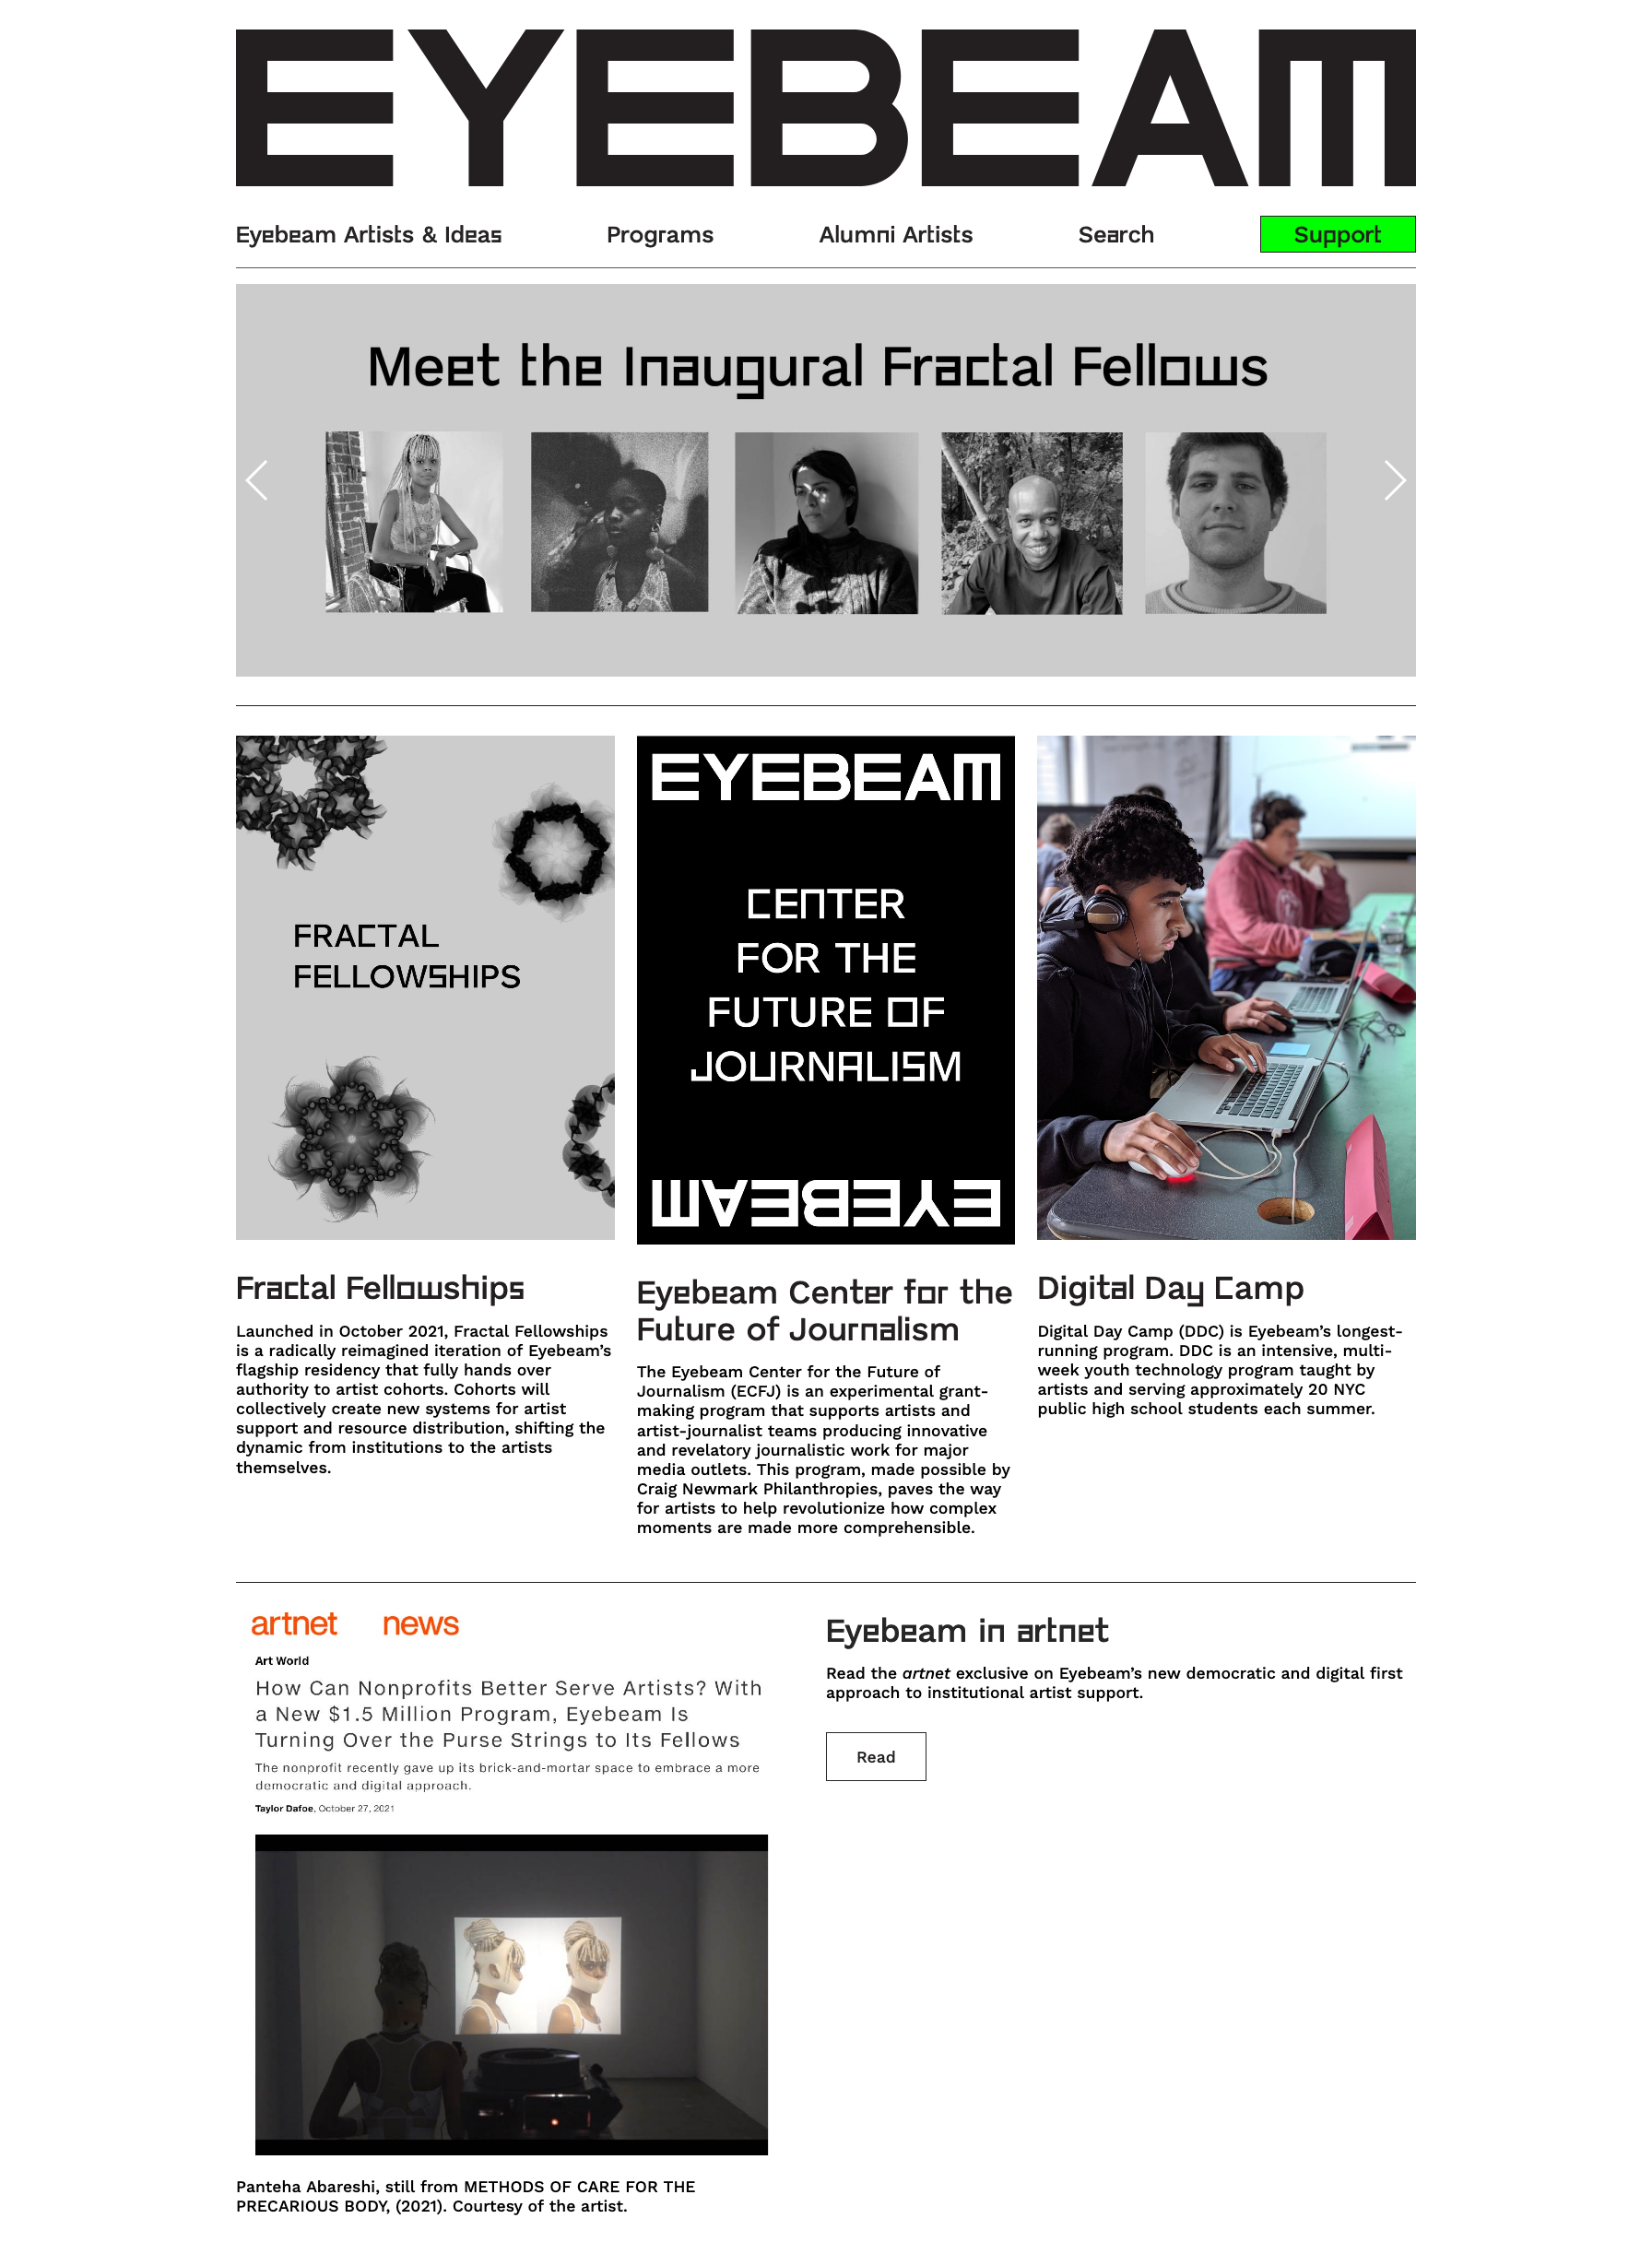 EYEBEAM
Eyebeam Artists & Ideas
Programs
Alumni Artists
Search
Support
Meet the Inaugural Fractal Fellows
FRACTAL
FELLOWSHIPS
EYEBEAM
CENTER
FOR THE
FUTURE OF
JOURNALISM
EYEBEAM
Fractal Fellowships
Launched in October 2021, Fractal Fellowships
is a radically reimagined iteration of Eyebeam’s
flagship residency that fully hands over
authority to artist cohorts. Cohorts will
collectively create new systems for artist
support and resource distribution, shifting the
dynamic from institutions to the artists
themselves.
Eyebeam Center for the
Future of Journalism
The Eyebeam Center for the Future of
Journalism (ECFJ) is an experimental grant-
making program that supports artists and
artist-journalist teams producing innovative
and revelatory journalistic work for major
media outlets. This program, made possible by
Craig Newmark Philanthropies, paves the way
for artists to help revolutionize how complex
moments are made more comprehensible.
Digital Day Camp
Digital Day Camp (DDC) is Eyebeam’s longest-
running program. DDC is an intensive, multi-
week youth technology program taught by
artists and serving approximately 20 NYC
public high school students each summer.
artnet news
Art World
How Can Nonprofits Better Serve Artists? With
a New $1.5 Million Program, Eyebeam Is
Turning Over the Purse Strings to Its Fellows
The nonprofit recently gave up its brick-and-mortar space to embrace a more
democratic and digital approach.
Taylor Dafoe, October 27, 2021
Panteha Abareshi, still from METHODS OF CARE FOR THE
PRECARIOUS BODY, (2021). Courtesy of the artist.
Eyebeam in artnet
Read the artnet exclusive on Eyebeam’s new democratic and digital first
approach to institutional artist support.
Read